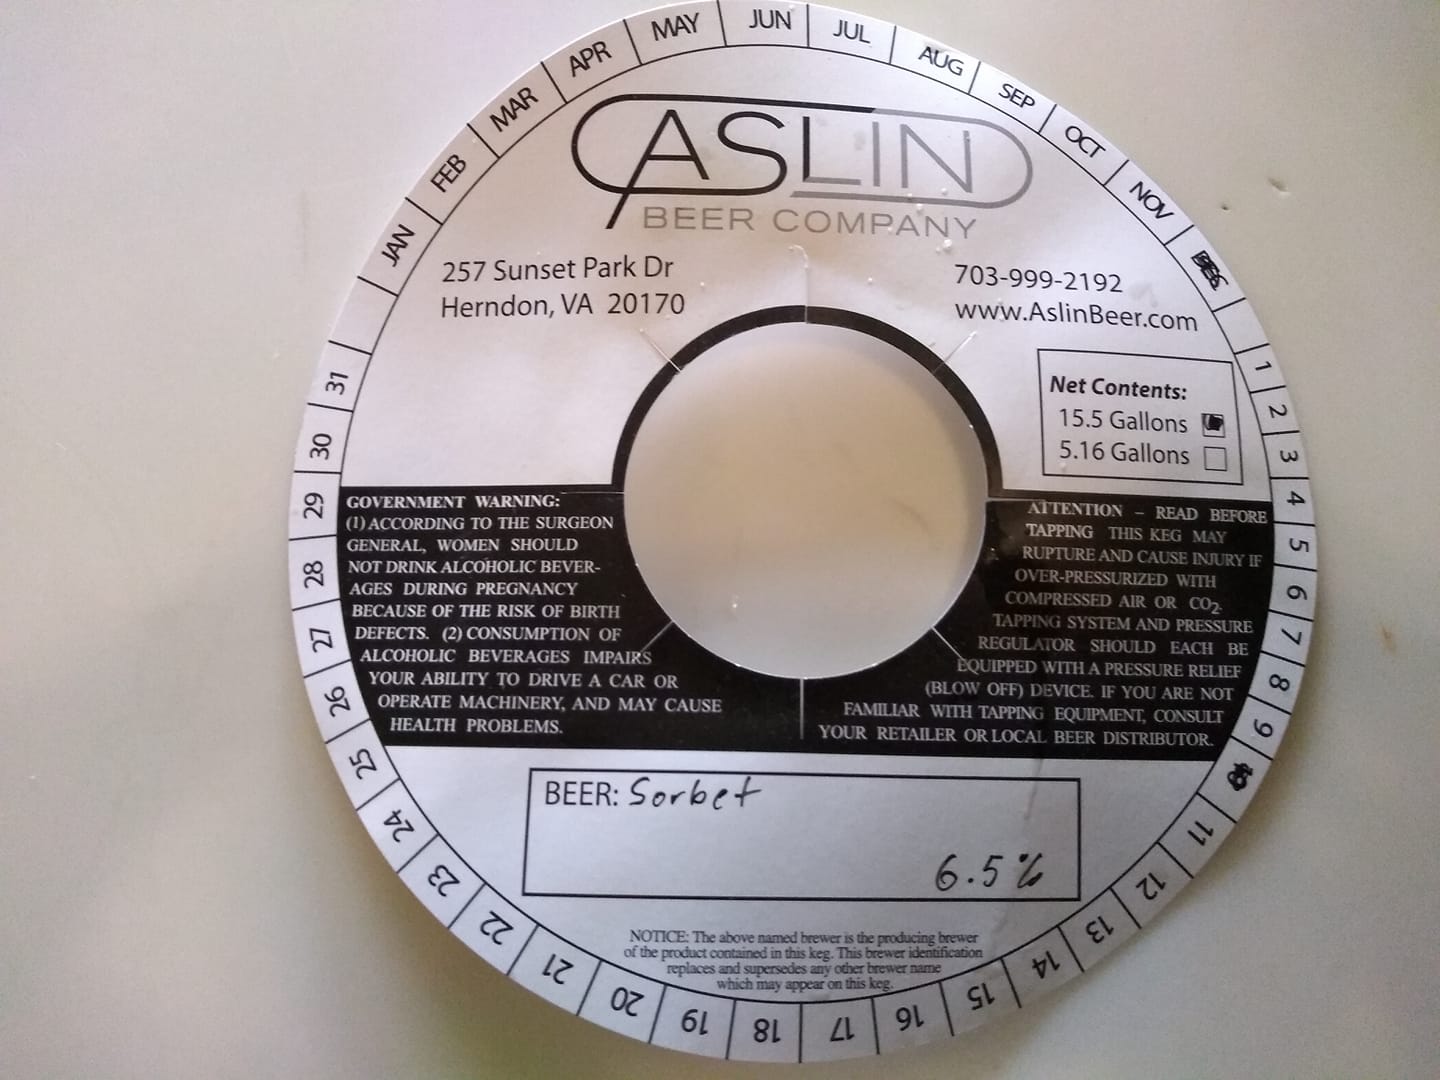 JAN FEB MAR APR MAY JUN JUL AUG SEP OCT NOV
1 2 3 4 5 6 7 8 9 10 11 12 13 14 15 16 17 18 19 20 21 22 23 24 25 26 27 28 29 30 31
ASLIN
BEER COMPANY
257 Sunset Park Dr
Herndon, VA 20170
703-999-2192
www.AslinBeer.com
Net Contents:
15.5 Gallons
5.16 Gallons
GOVERNMENT WARNING:
(1) ACCORDING TO THE SURGEON
GENERAL, WOMEN SHOULD
NOT DRINK ALCOHOLIC BEVER-
AGES DURING PREGNANCY
BECAUSE OF THE RISK OF BIRTH
DEFECTS. (2) CONSUMPTION OF
ALCOHOLIC BEVERAGES IMPAIRS
YOUR ABILITY TO DRIVE A CAR OR
OPERATE MACHINERY, AND MAY CAUSE
HEALTH PROBLEMS.
ATTENTION – READ BEFORE
TAPPING THIS KEG MAY
RUPTURE AND CAUSE INJURY IF
OVER-PRESSURIZED WITH
COMPRESSED AIR OR CO2.
TAPPING SYSTEM AND PRESSURE
REGULATOR SHOULD EACH BE
EQUIPPED WITH A PRESSURE RELIEF
(BLOW OFF) DEVICE. IF YOU ARE NOT
FAMILIAR WITH TAPPING EQUIPMENT, CONSULT
YOUR RETAILER OR LOCAL BEER DISTRIBUTOR.
BEER: Sorbet
6.5%
NOTICE: The above named brewer is the producing brewer
of the product contained in this keg. This brewer identification
replaces and supersedes any other brewer name
which may appear on this keg.